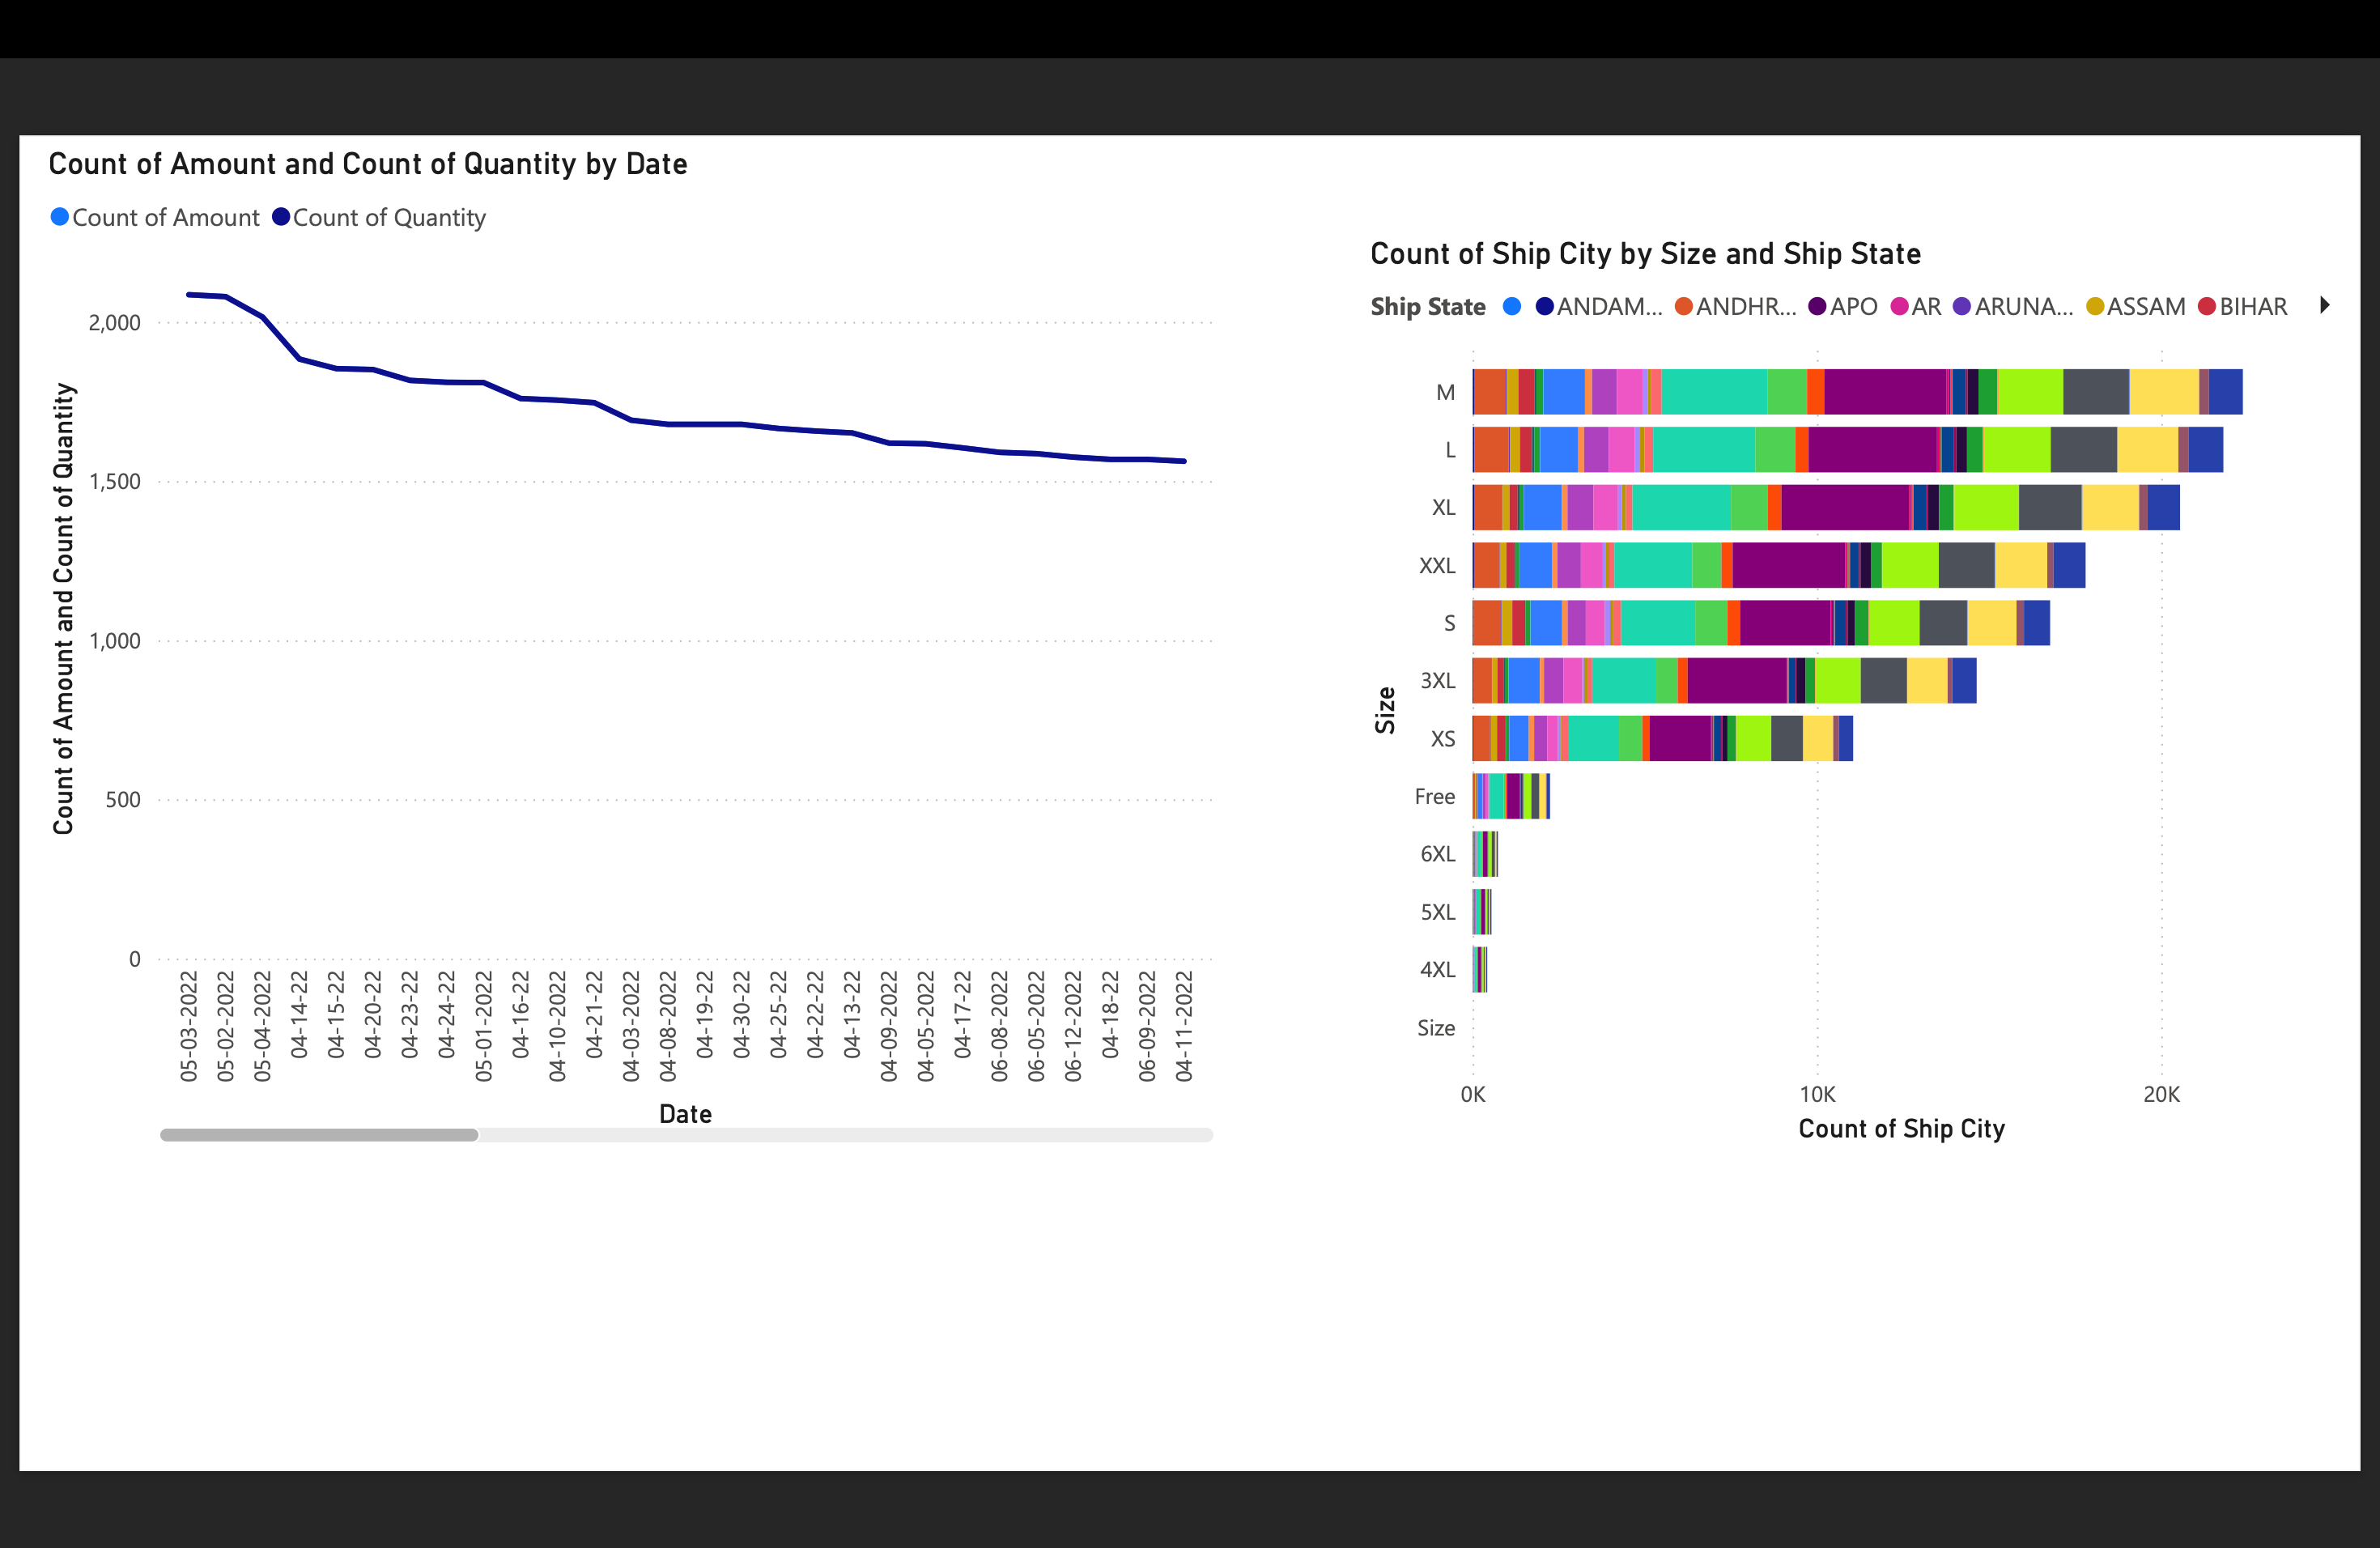 Count of Amount and Count of Quantity by Date
Count of Amount Count of Quantity
Count of Amount and Count of Quantity
2,000
1,500
1,000
500
0
05-03-2022
05-02-2022
05-04-2022
04-14-22
04-15-22
04-20-22
04-23-22
04-24-22
05-01-2022
04-16-22
04-10-2022
04-21-22
04-03-2022
04-08-2022
04-19-22
04-30-22
04-25-22
04-22-22
04-13-22
04-09-2022
04-05-2022
04-17-22
06-08-2022
06-05-2022
06-12-2022
04-18-22
06-09-2022
04-11-2022
Date
Count of Ship City by Size and Ship State
Ship State ANDAM... ANDHR... APO AR ARUNA... ASSAM BIHAR
Size
M
L
XL
XXL
S
3XL
XS
Free
6XL
5XL
4XL
Size
0K 10K 20K
Count of Ship City